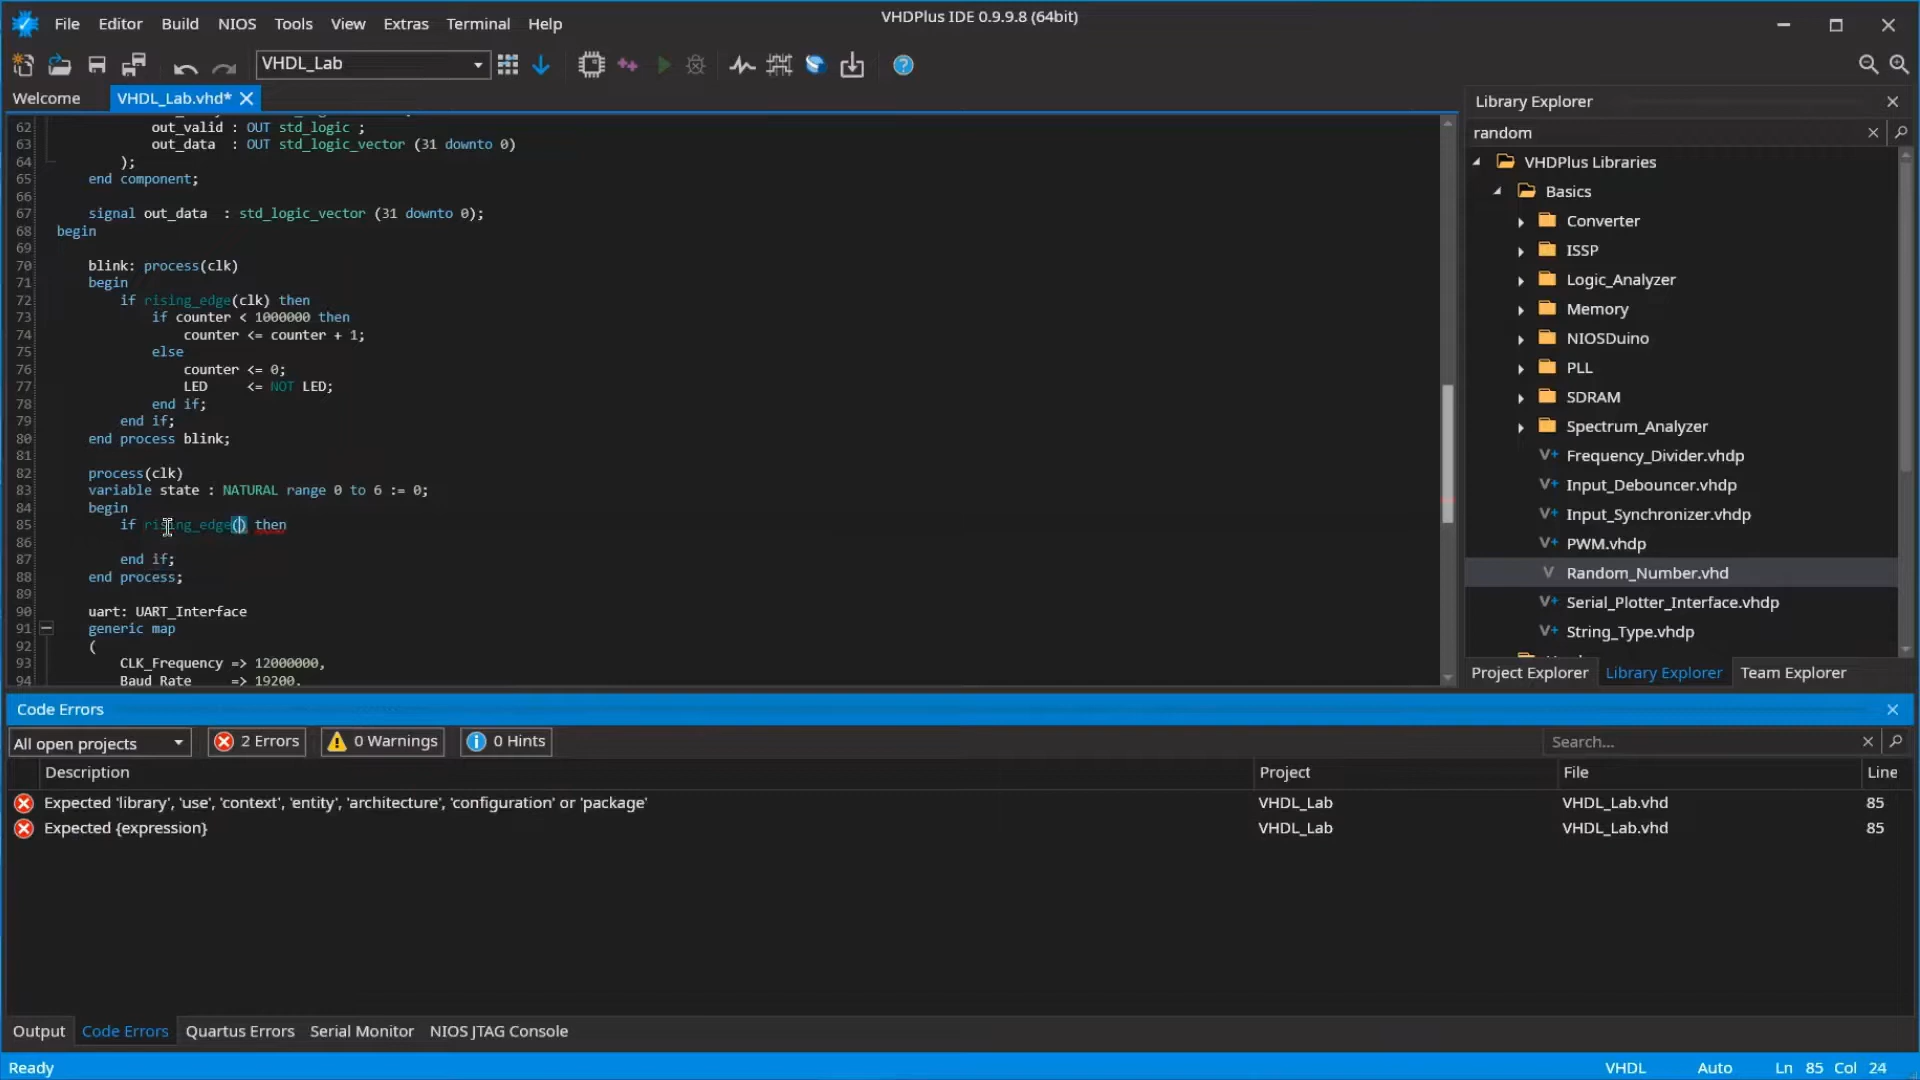 File Editor Build NIOS Tools View Extras Terminal Help
VHDPlus IDE 0.9.9.8 (64bit)
VHDL_Lab
Welcome VHDL_Lab.vhd*
62 out_valid : OUT std_logic ;
63 out_data : OUT std_logic_vector (31 downto 0)
64 );
65 end component;
66
67 signal out_data : std_logic_vector (31 downto 0);
68 begin
69
70 blink: process(clk)
71 begin
72 if rising_edge(clk) then
73 if counter < 1000000 then
74 counter <= counter + 1;
75 else
76 counter <= 0;
77 LED <= NOT LED;
78 end if;
79 end if;
80 end process blink;
81
82 process(clk)
83 variable state : NATURAL range 0 to 6 := 0;
84 begin
85 if rising_edge() then
86
87 end if;
88 end process;
89
90 uart: UART_Interface
91 generic map
92 (
93 CLK_Frequency => 12000000,
94 Baud_Rate => 19200,
Library Explorer
random
VHDPlus Libraries
Basics
Converter
ISSP
Logic_Analyzer
Memory
NIOSDuino
PLL
SDRAM
Spectrum_Analyzer
Frequency_Divider.vhdp
Input_Debouncer.vhdp
Input_Synchronizer.vhdp
PWM.vhdp
Random_Number.vhd
Serial_Plotter_Interface.vhdp
String_Type.vhdp
Project Explorer Library Explorer Team Explorer
Code Errors
All open projects 2 Errors 0 Warnings 0 Hints Search...
Description Project File Line
Expected 'library', 'use', 'context', 'entity', 'architecture', 'configuration' or 'package' VHDL_Lab VHDL_Lab.vhd 85
Expected {expression} VHDL_Lab VHDL_Lab.vhd 85
Output Code Errors Quartus Errors Serial Monitor NIOS JTAG Console
Ready VHDL Auto Ln 85 Col 24